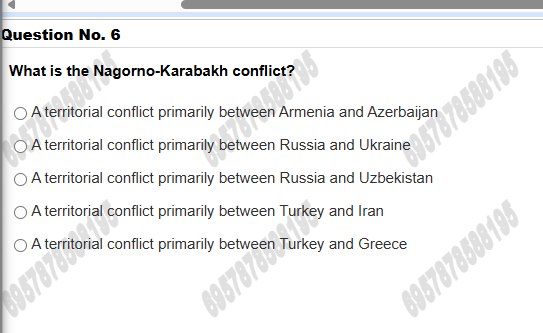 Question No. 6
What is the Nagorno-Karabakh conflict?
A territorial conflict primarily between Armenia and Azerbaijan
A territorial conflict primarily between Russia and Ukraine
A territorial conflict primarily between Russia and Uzbekistan
A territorial conflict primarily between Turkey and Iran
A territorial conflict primarily between Turkey and Greece